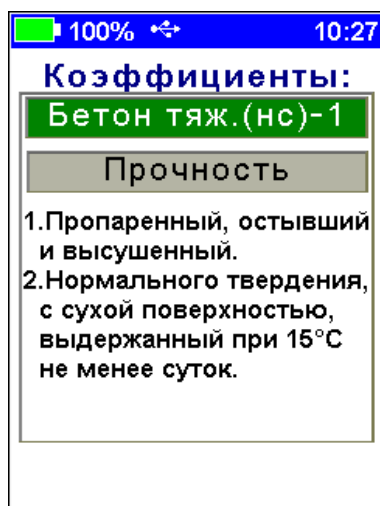 100% 10:27
Коэффициенты:
Бетон тяж.(нс)-1
Прочность
1.Пропаренный, остывший
и высушенный.
2.Нормального твердения,
с сухой поверхностью,
выдержанный при 15°С
не менее суток.